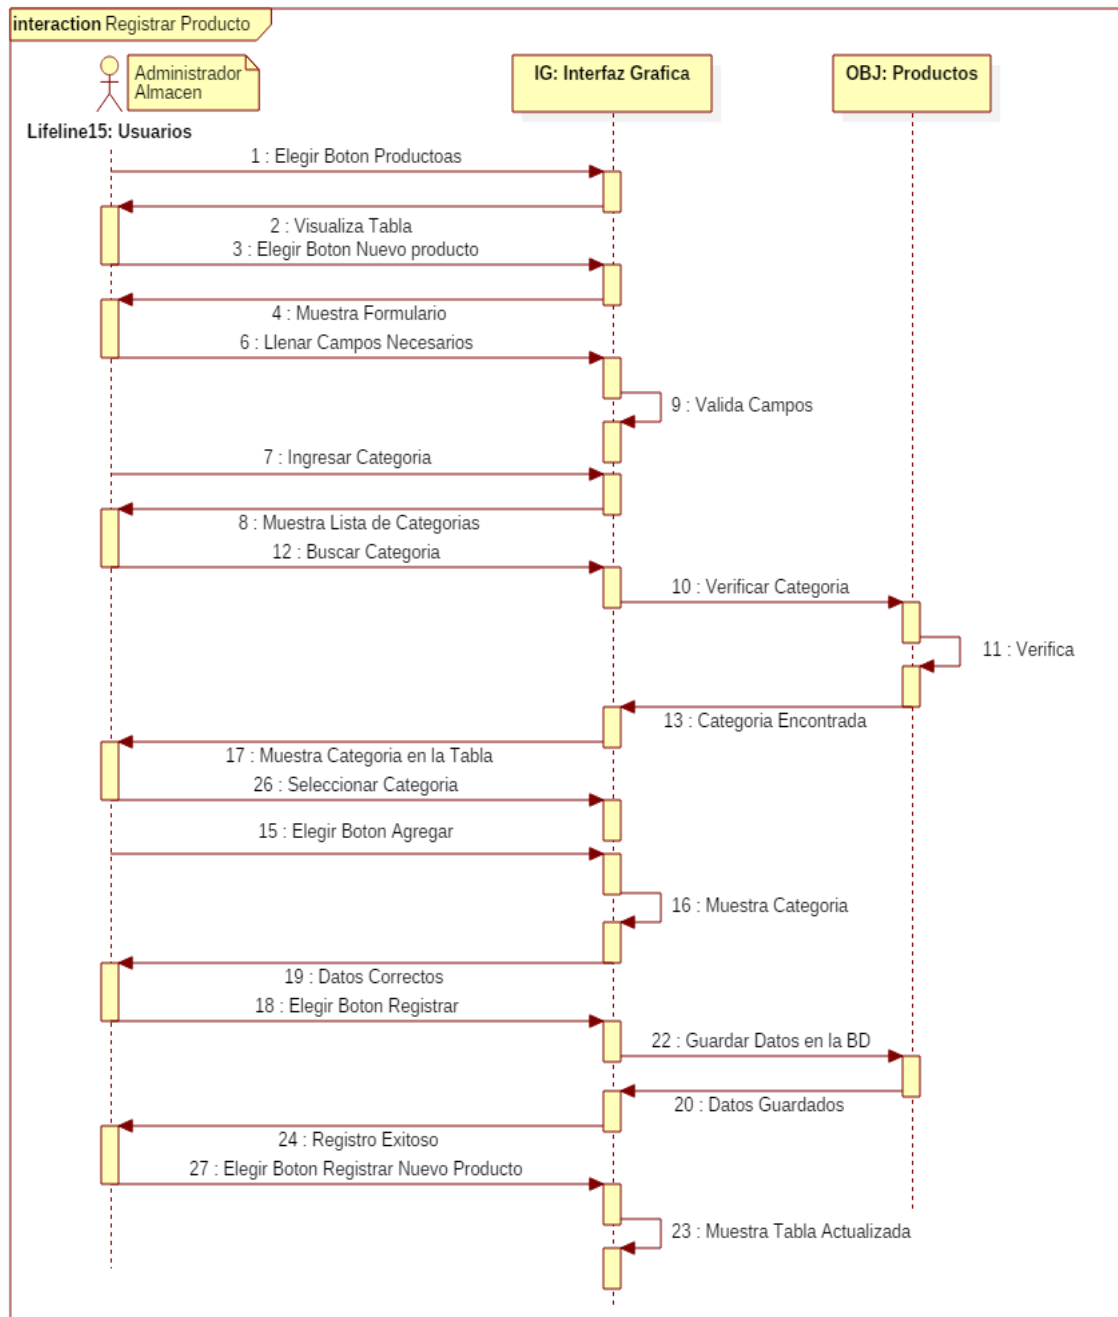 interaction Registrar Producto
Administrador
Almacen
IG: Interfaz Grafica
OBJ: Productos
Lifeline15: Usuarios
1 : Elegir Boton Productoas
2 : Visualiza Tabla
3 : Elegir Boton Nuevo producto
4 : Muestra Formulario
6 : Llenar Campos Necesarios
9 : Valida Campos
7 : Ingresar Categoria
8 : Muestra Lista de Categorias
12 : Buscar Categoria
10 : Verificar Categoria
11 : Verifica
13 : Categoria Encontrada
17 : Muestra Categoria en la Tabla
26 : Seleccionar Categoria
15 : Elegir Boton Agregar
16 : Muestra Categoria
19 : Datos Correctos
18 : Elegir Boton Registrar
22 : Guardar Datos en la BD
20 : Datos Guardados
24 : Registro Exitoso
27 : Elegir Boton Registrar Nuevo Producto
23 : Muestra Tabla Actualizada